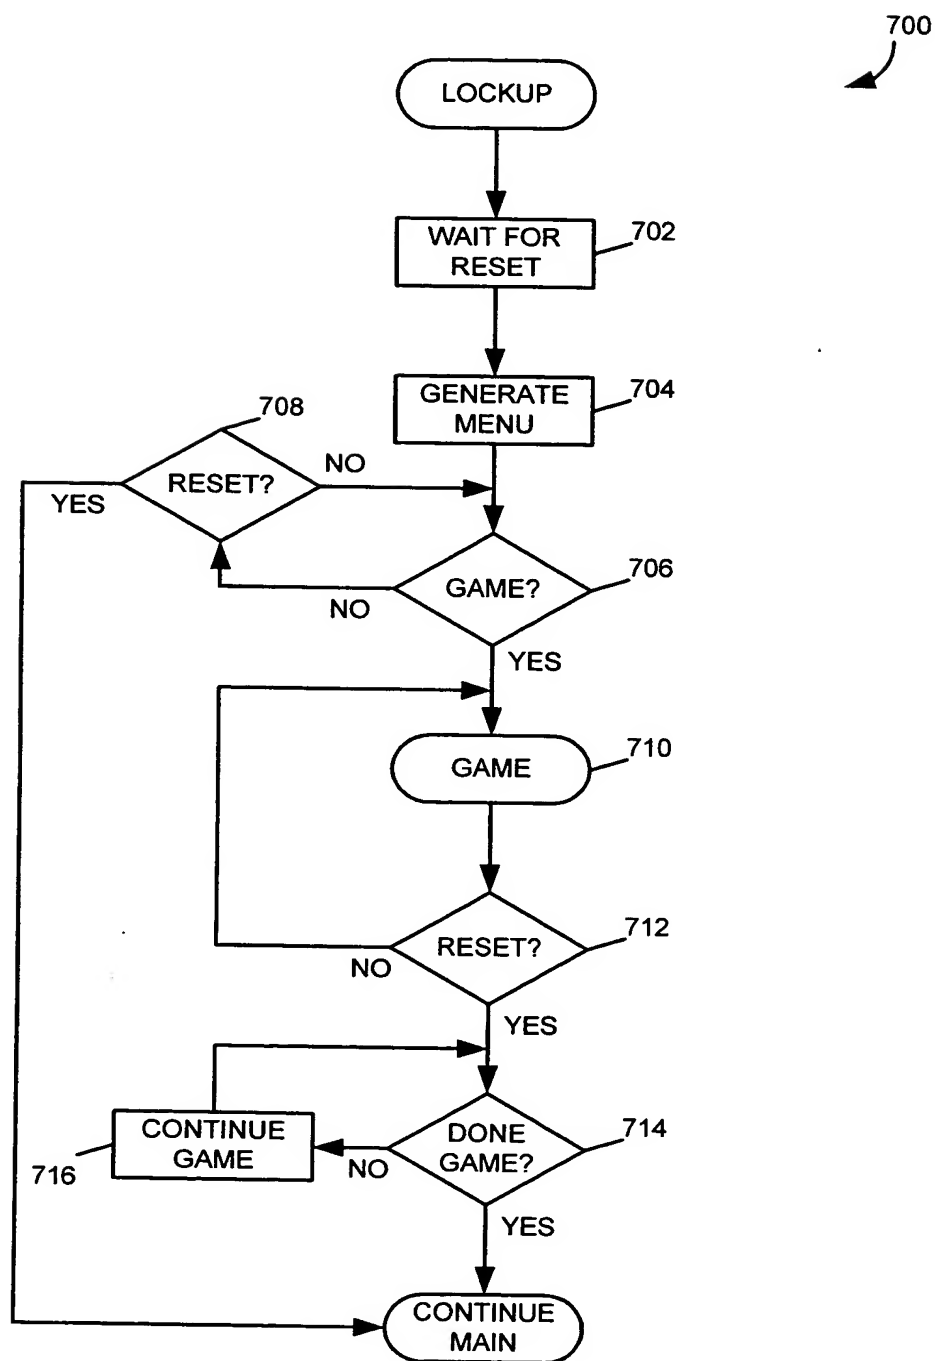 700
LOCKUP
WAIT FOR
RESET
702
GENERATE
MENU
704
708
RESET?
NO
YES
GAME?
706
NO
YES
GAME
710
RESET?
712
NO
YES
CONTINUE
GAME
716
DONE
GAME?
714
NO
YES
CONTINUE
MAIN